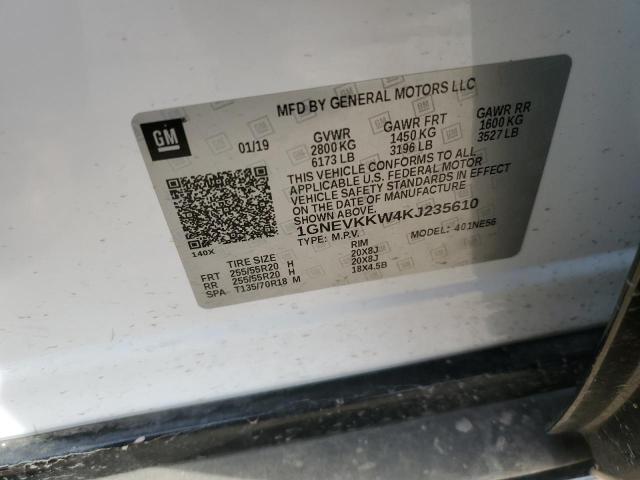 MFD BY GENERAL MOTORS LLC
GM
01/19
GVWR
2800 KG
6173 LB
GAWR FRT
1450 KG
3196 LB
GAWR RR
1600 KG
3527 LB
THIS VEHICLE CONFORMS TO ALL
APPLICABLE U.S. FEDERAL MOTOR
VEHICLE SAFETY STANDARDS IN EFFECT
ON THE DATE OF MANUFACTURE
SHOWN ABOVE.
1GNEVKKW4KJ235610
TYPE: M.P.V. MODEL: 401NE56
140X
TIRE SIZE RIM
FRT 255/55R20 H 20X8J
RR 255/55R20 H 20X8J
SPA T135/70R18 M 18X4.5B